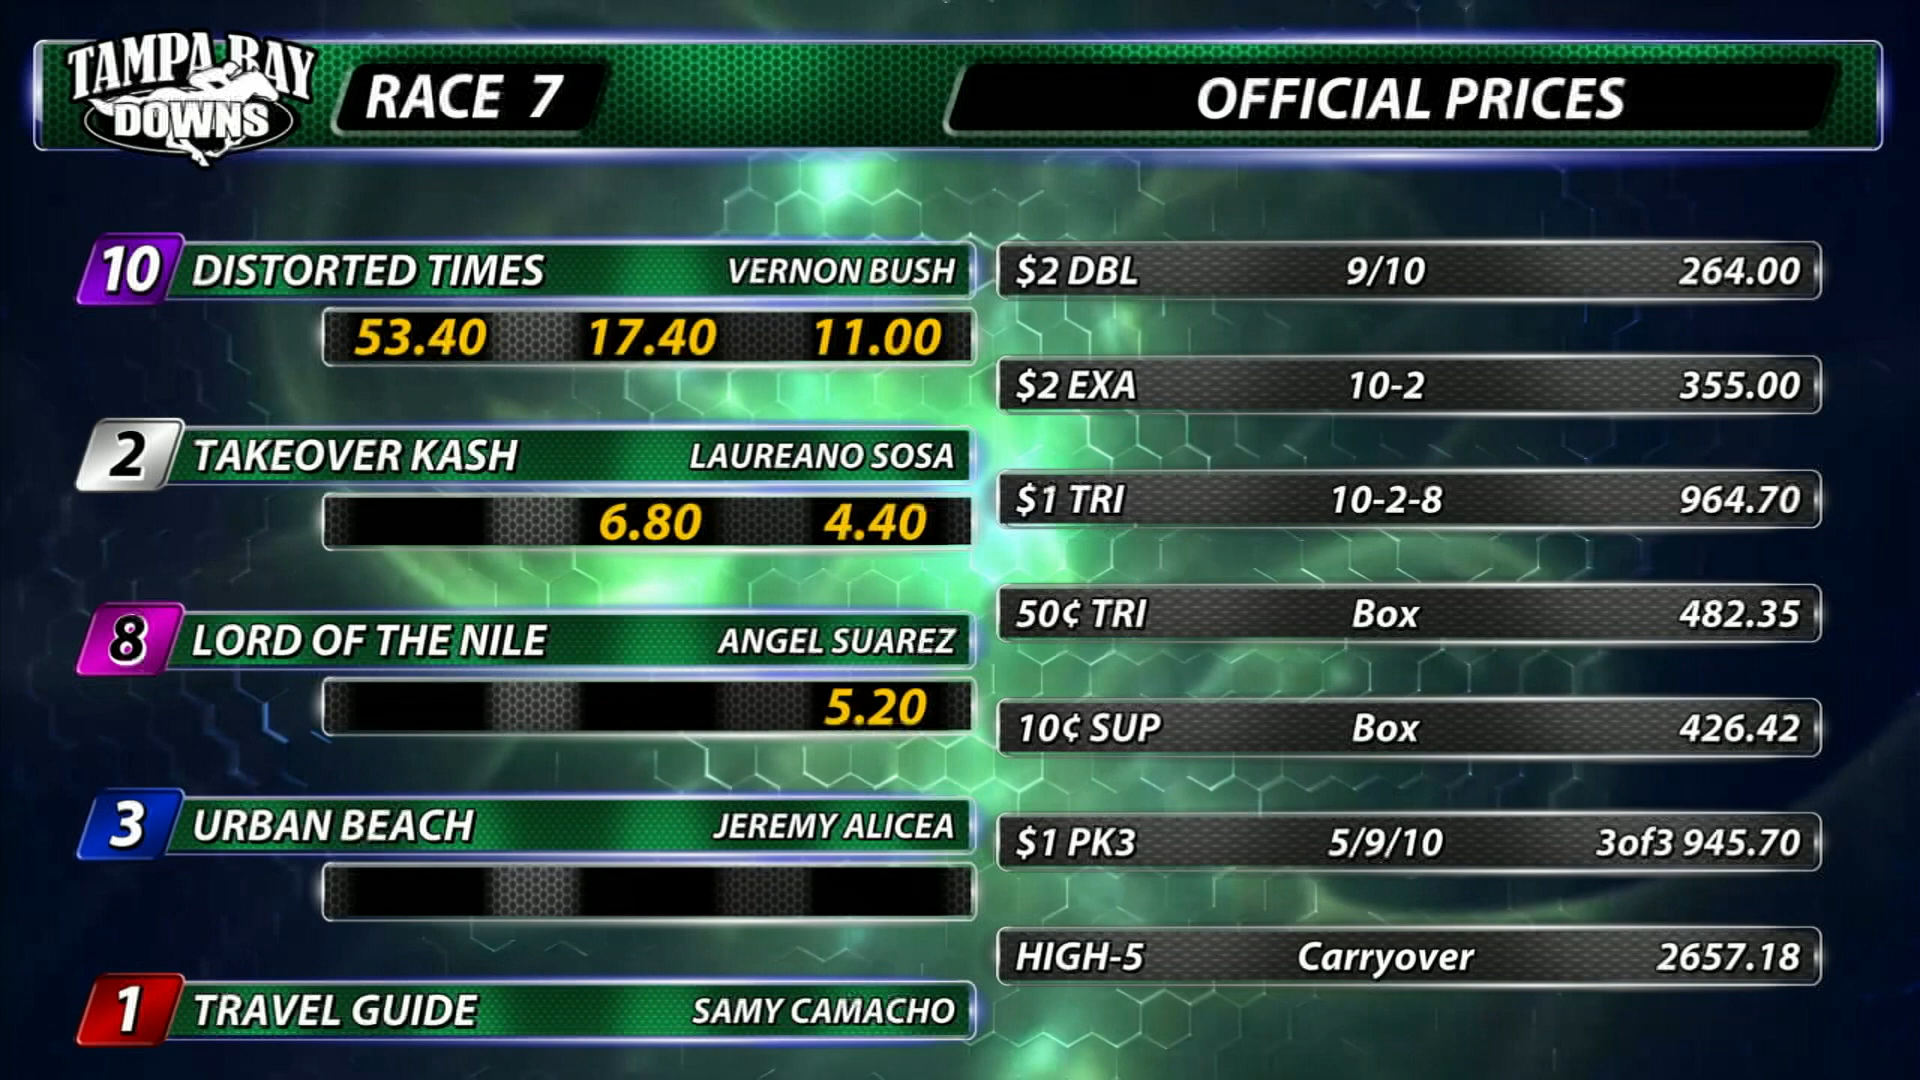 TAMPA BAY
DOWNS
RACE 7
OFFICIAL PRICES
10 DISTORTED TIMES VERNON BUSH
53.40 17.40 11.00
2 TAKEOVER KASH LAUREANO SOSA
6.80 4.40
8 LORD OF THE NILE ANGEL SUAREZ
5.20
3 URBAN BEACH JEREMY ALICEA
1 TRAVEL GUIDE SAMY CAMACHO
$2 DBL 9/10 264.00
$2 EXA 10-2 355.00
$1 TRI 10-2-8 964.70
50¢ TRI Box 482.35
10¢ SUP Box 426.42
$1 PK3 5/9/10 3of3 945.70
HIGH-5 Carryover 2657.18